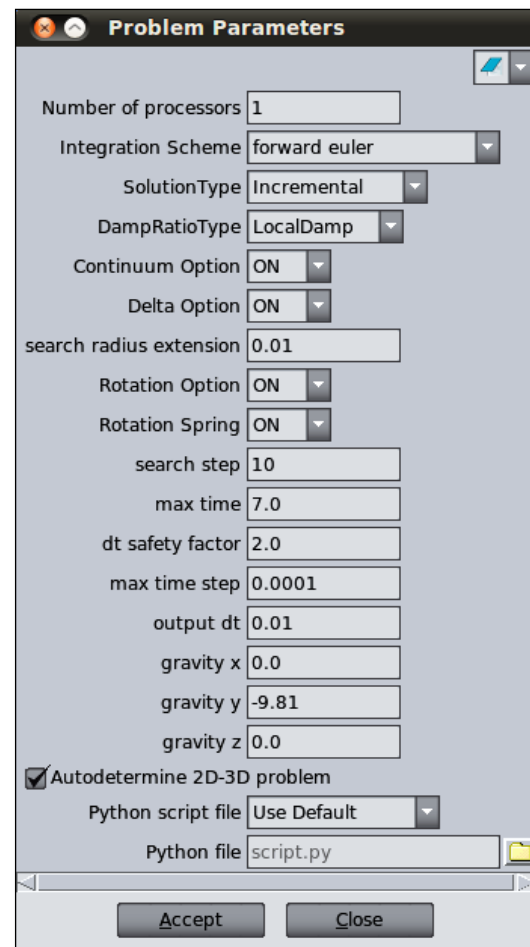 Problem Parameters
Number of processors 1
Integration Scheme forward euler
SolutionType Incremental
DampRatioType LocalDamp
Continuum Option ON
Delta Option ON
search radius extension 0.01
Rotation Option ON
Rotation Spring ON
search step 10
max time 7.0
dt safety factor 2.0
max time step 0.0001
output dt 0.01
gravity x 0.0
gravity y -9.81
gravity z 0.0
Autodetermine 2D-3D problem
Python script file Use Default
Python file script.py
Accept Close